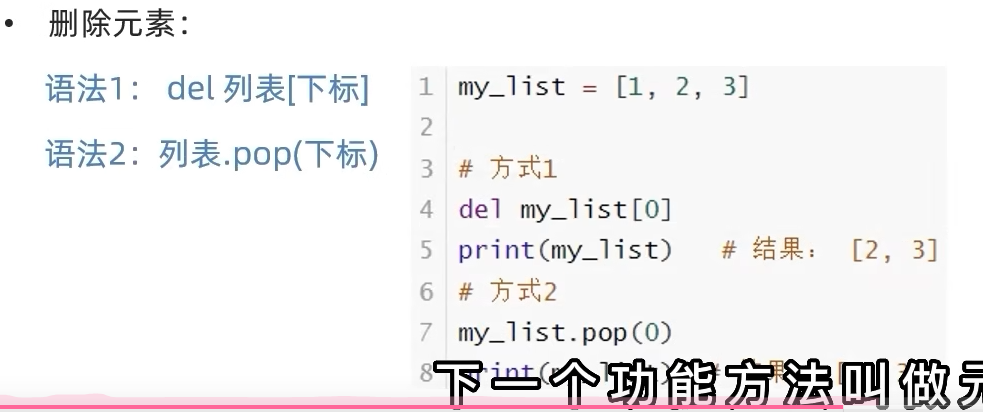 • 删除元素：
语法1： del 列表[下标]
语法2：列表.pop(下标)
1 my_list = [1, 2, 3]
2
3 # 方式1
4 del my_list[0]
5 print(my_list)   # 结果： [2, 3]
6 # 方式2
7 my_list.pop(0)
8
下一个功能方法叫做元